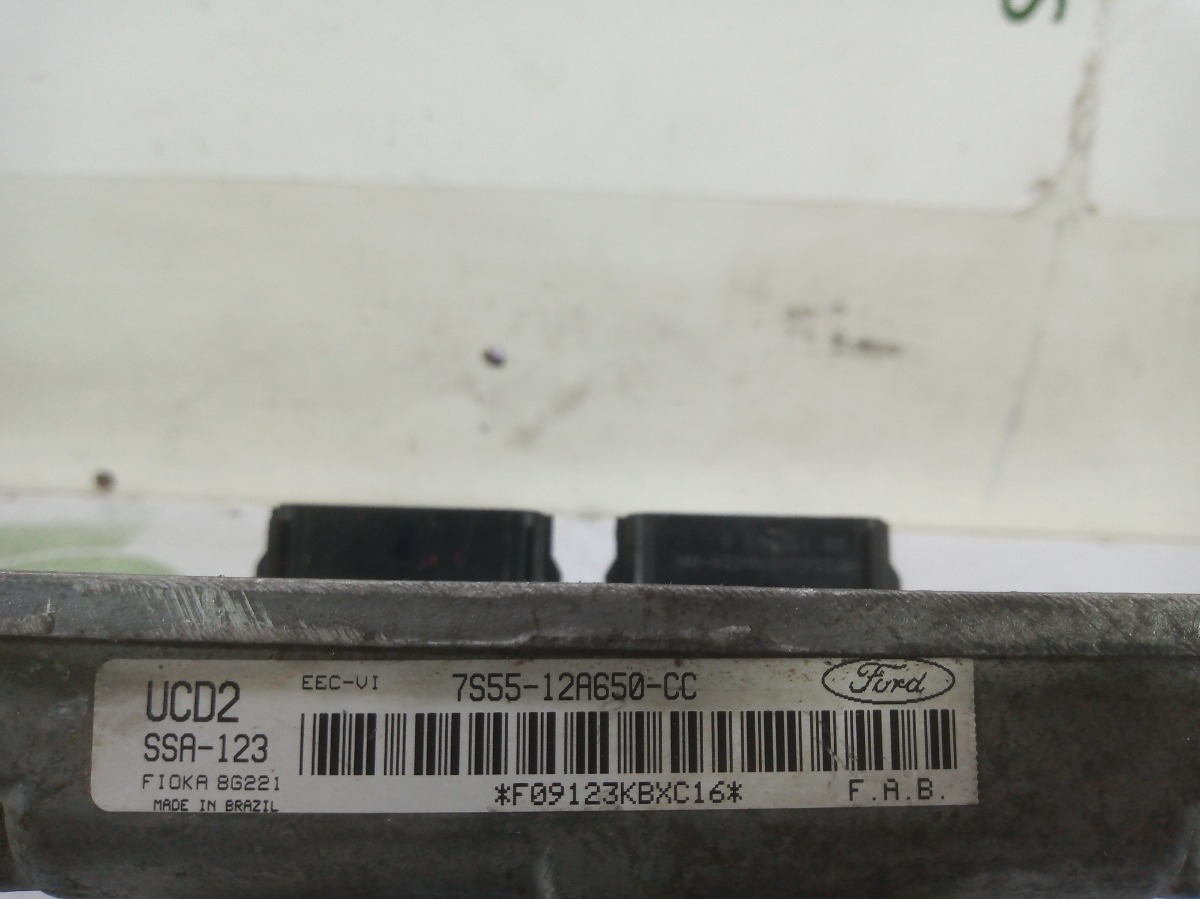 UCD2 EEC-VI 7S55-12A650-CC Ford
SSA-123
FIOKA 8G221 *F09123KBXC16* F.A.B.
MADE IN BRAZIL